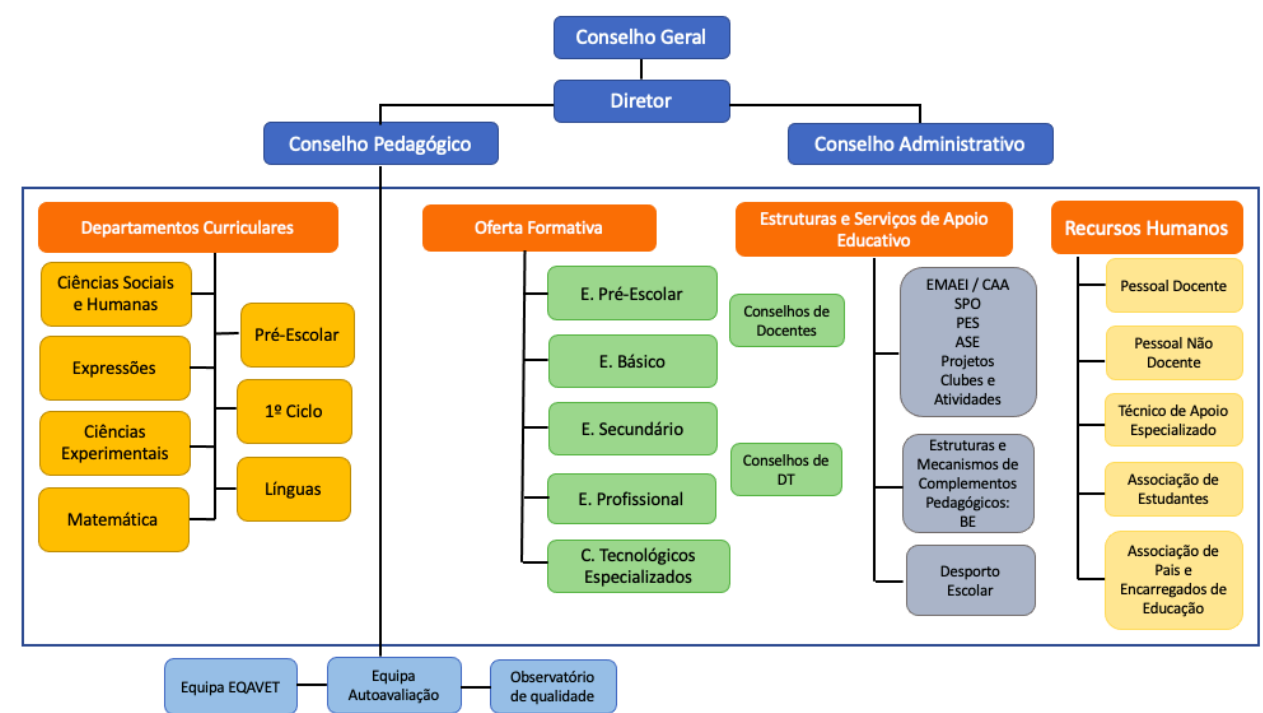 Conselho Geral
Diretor
Conselho Pedagógico
Conselho Administrativo
Departamentos Curriculares
Ciências Sociais
e Humanas
Pré-Escolar
Expressões
1º Ciclo
Ciências
Experimentais
Línguas
Matemática
Oferta Formativa
E. Pré-Escolar
E. Básico
E. Secundário
E. Profissional
C. Tecnológicos
Especializados
Conselhos de
Docentes
Conselhos de
DT
Estruturas e Serviços de Apoio
Educativo
EMAEI / CAA
SPO
PES
ASE
Projetos
Clubes e
Atividades
Estruturas e
Mecanismos de
Complementos
Pedagógicos:
BE
Desporto
Escolar
Recursos Humanos
Pessoal Docente
Pessoal Não
Docente
Técnico de Apoio
Especializado
Associação de
Estudantes
Associação de
Pais e
Encarregados de
Educação
Equipa EQAVET
Equipa
Autoavaliação
Observatório
de qualidade